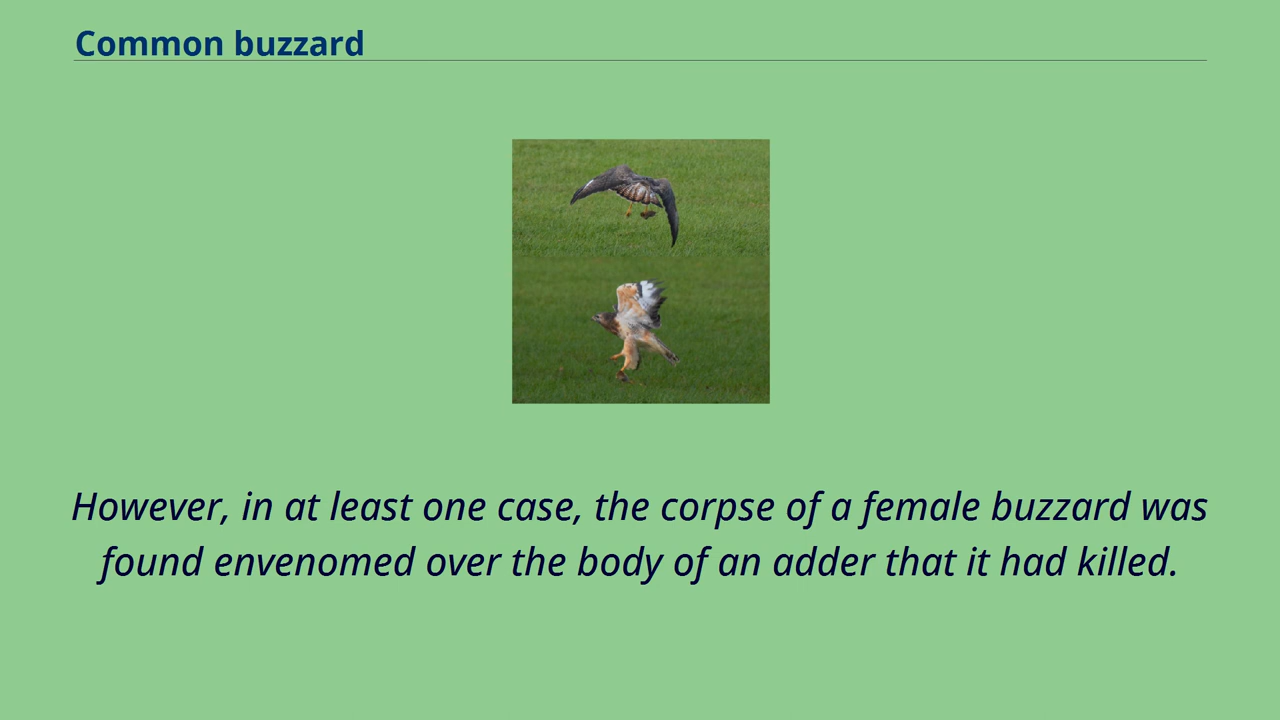 Common buzzard
However, in at least one case, the corpse of a female buzzard was
found envenomed over the body of an adder that it had killed.